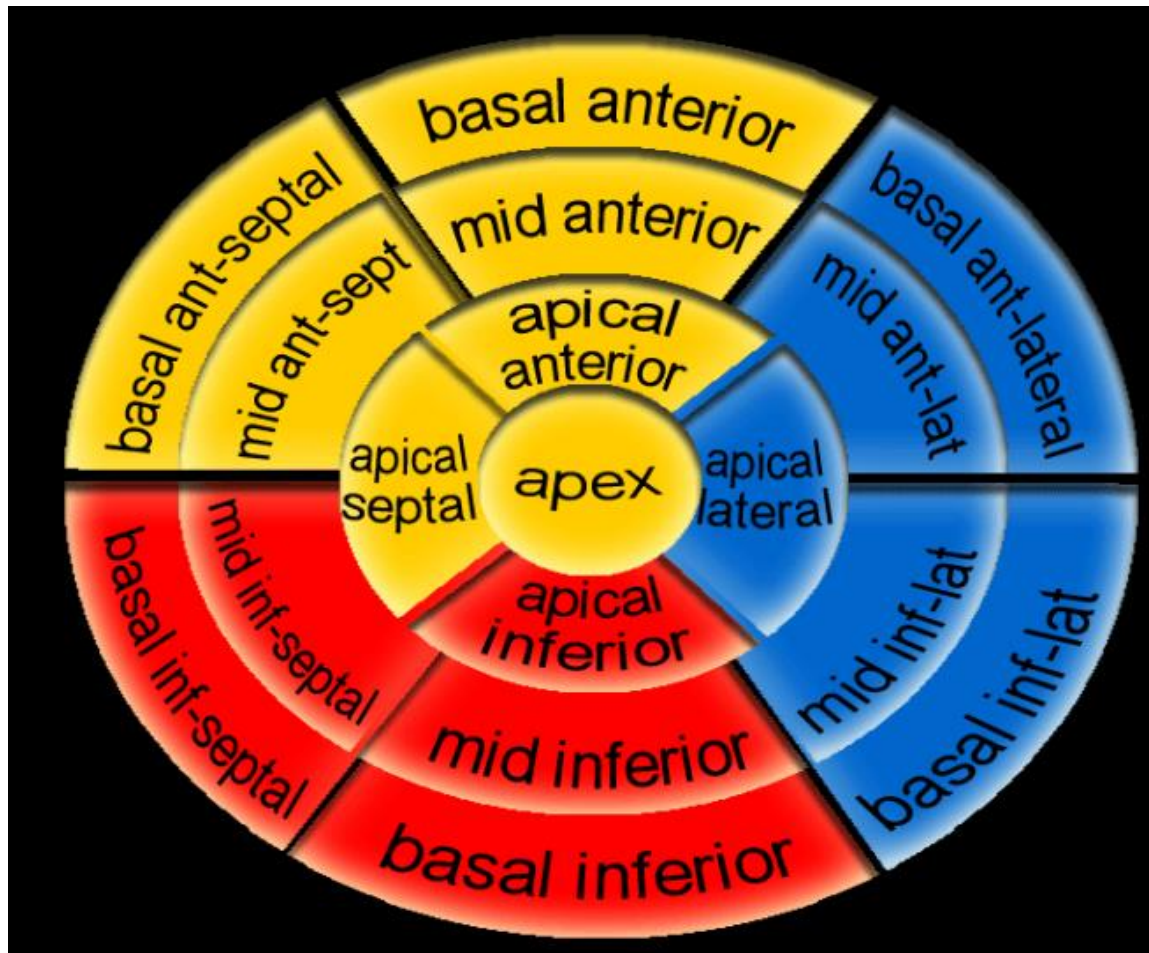 basal anterior
mid anterior
apical
anterior
basal ant-septal
mid ant-sept
basal ant-lateral
mid ant-lat
apical
septal
apex
apical
lateral
apical
inferior
mid inf-septal
basal inf-septal
mid inf-lat
basal inf-lat
mid inferior
basal inferior